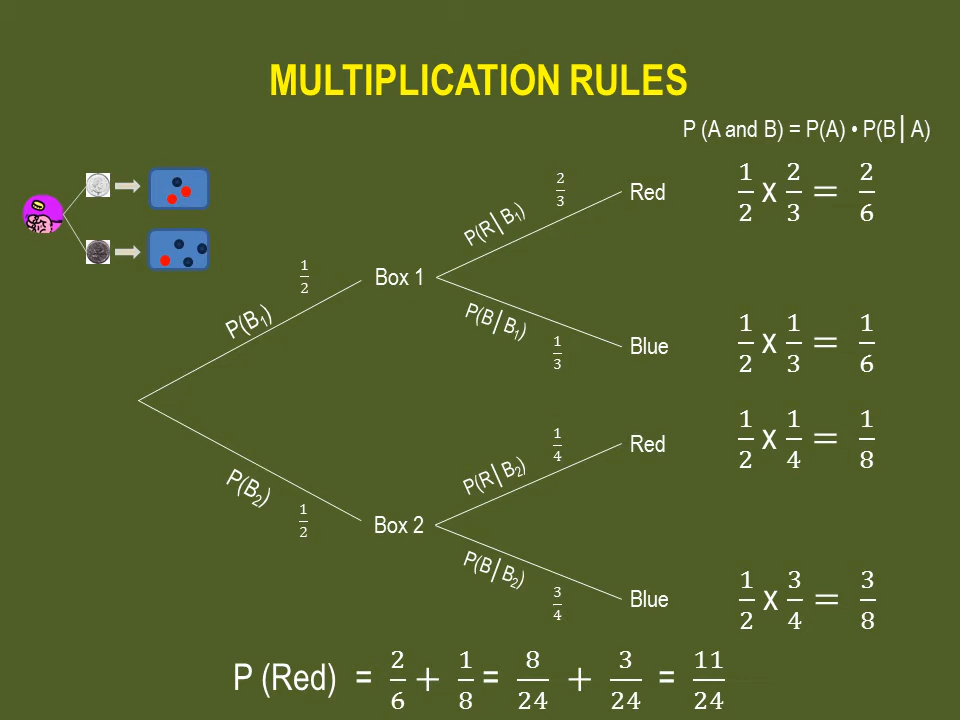 MULTIPLICATION RULES
P (A and B) = P(A) • P(B│A)
2/3
Red
1/2 x 2/3 = 2/6
P(R│B₁)
1/2
Box 1
P(B₁)
P(B│B₁)
1/3
Blue
1/2 x 1/3 = 1/6
1/4
Red
1/2 x 1/4 = 1/8
P(R│B₂)
P(B₂)
1/2
Box 2
P(B│B₂)
3/4
Blue
1/2 x 3/4 = 3/8
P (Red) = 2/6 + 1/8 = 8/24 + 3/24 = 11/24